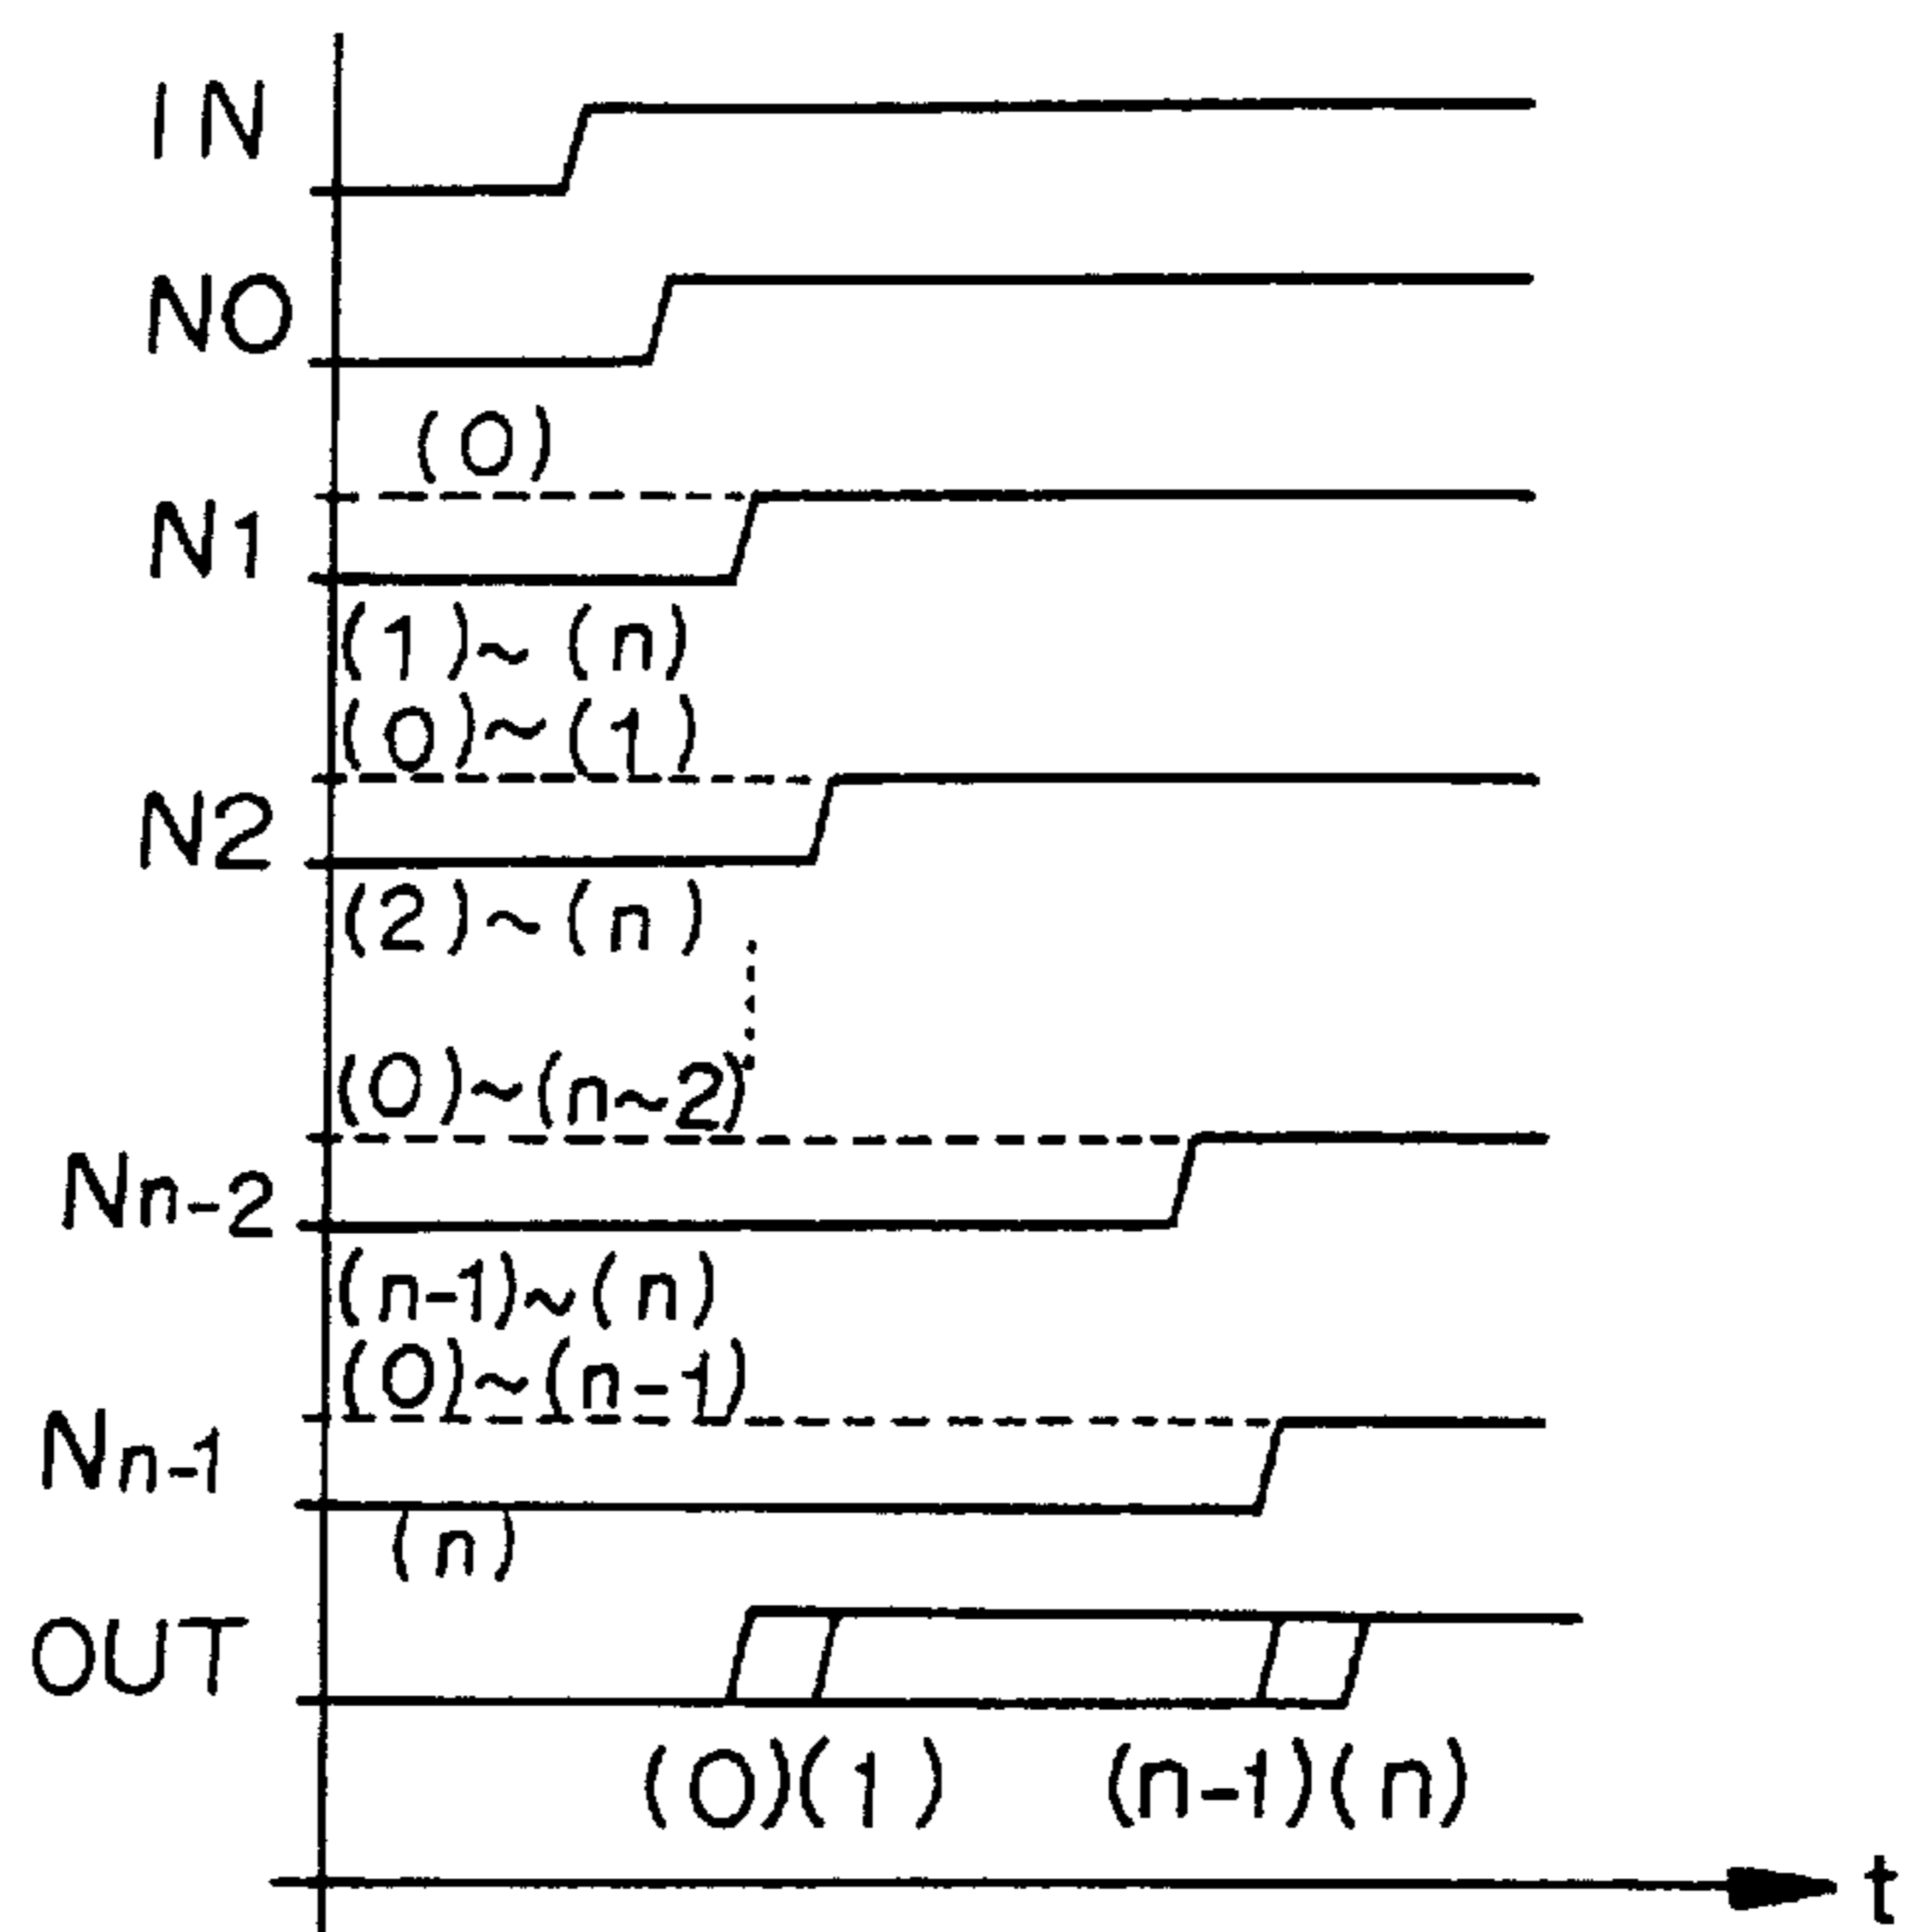 IN
NO
(0)
N1
(1)~(n)
(0)~(1)
N2
(2)~(n)
(0)~(n~2)
Nn-2
(n-1)~(n)
(0)~(n-1)
Nn-1
(n)
OUT
(0)(1) (n-1)(n)
t